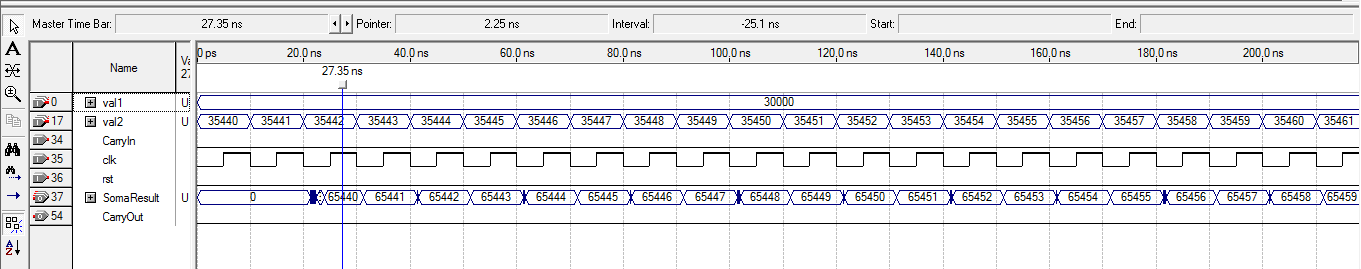 Master Time Bar: 27.35 ns Pointer: 2.25 ns Interval: -25.1 ns Start: End:
A
Name Va 27
0 ps 20.0 ns 40.0 ns 60.0 ns 80.0 ns 100.0 ns 120.0 ns 140.0 ns 160.0 ns 180.0 ns 200.0 ns
27.35 ns
0 val1 U 30000
17 val2 U 35440 35441 35442 35443 35444 35445 35446 35447 35448 35449 35450 35451 35452 35453 35454 35455 35456 35457 35458 35459 35460 35461
34 CarryIn
35 clk
36 rst
37 SomaResult U 0 65440 65441 65442 65443 65444 65445 65446 65447 65448 65449 65450 65451 65452 65453 65454 65455 65456 65457 65458 65459
54 CarryOut
A
Z